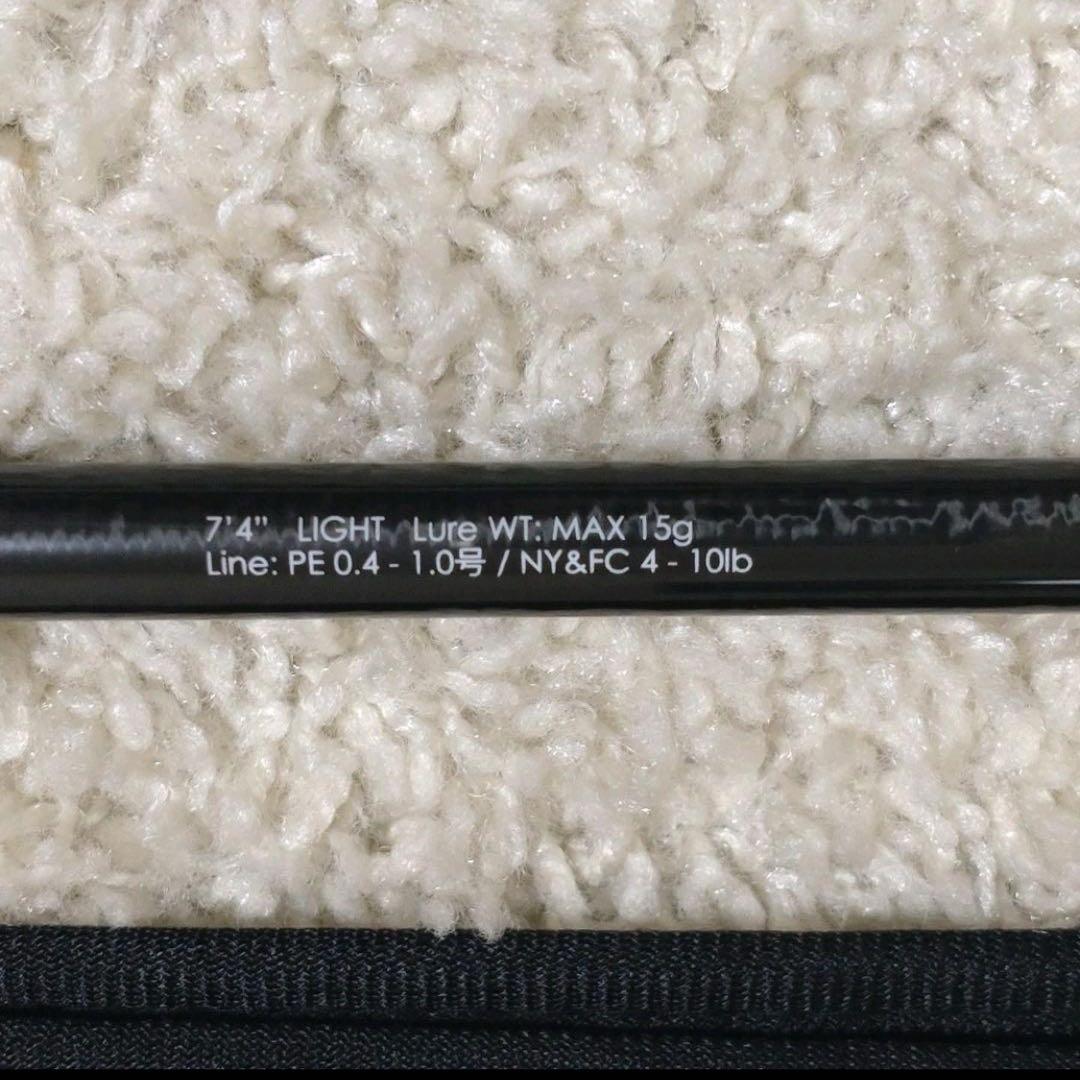 7'4" LIGHT Lure WT: MAX 15g
Line: PE 0.4 - 1.0号 / NY&FC 4 - 10lb